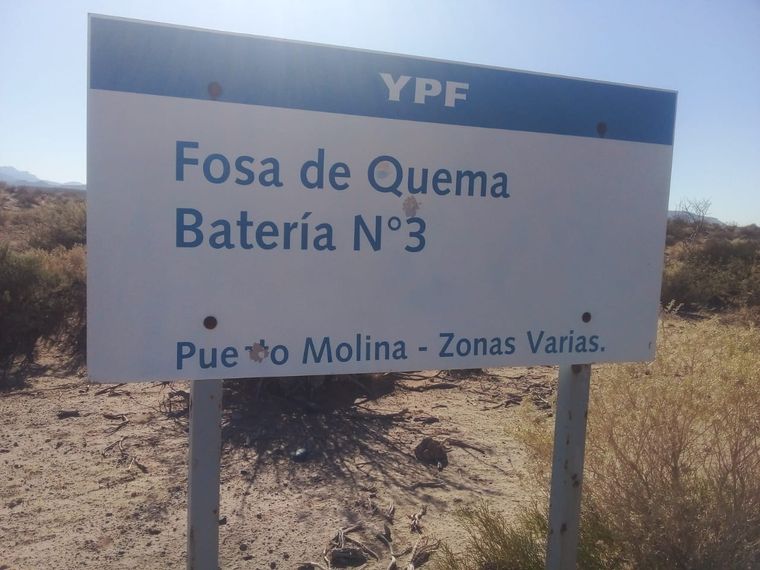 YPF
Fosa de Quema
Batería N°3
Molina - Zonas Varias.